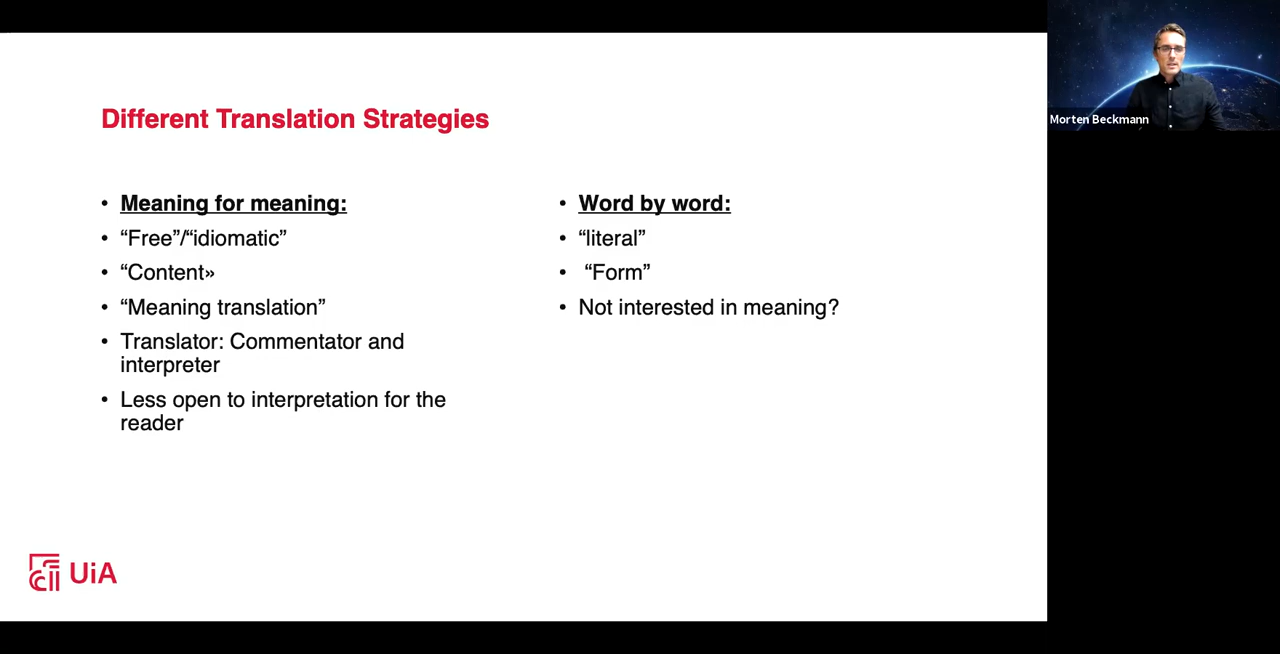 Different Translation Strategies
• Meaning for meaning:
• “Free”/“idiomatic”
• “Content»
• “Meaning translation”
• Translator: Commentator and
interpreter
• Less open to interpretation for the
reader
• Word by word:
• “literal”
• “Form”
• Not interested in meaning?
UiA
Morten Beckmann